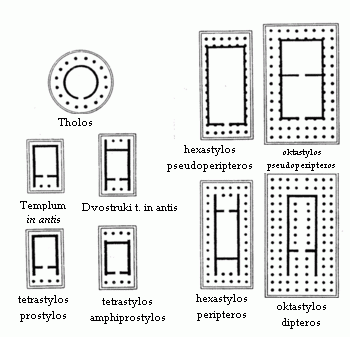 Tholos
hexastylos
pseudoperipteros
oktastylos
pseudoperipteros
Templum
in antis
Dvostruki t. in antis
tetrastylos
prostylos
tetrastylos
amphiprostylos
hexastylos
peripteros
oktastylos
dipteros